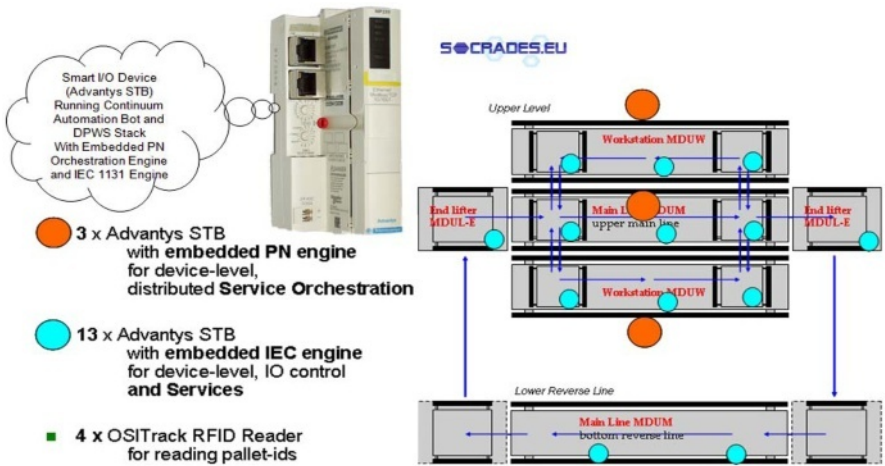 Smart I/O Device
(Advantys STB)
Running Continuum
Automation Bot and
DPWS Stack
With Embedded PN
Orchestration Engine
and IEC 1131 Engine
SOCRADES.EU
Upper Level
Workstation MDUW
End lifter
MDUL-E
Main Line MDUM
upper main line
End lifter
MDUL-E
Workstation MDUW
Lower Reverse Line
Main Line MDUM
bottom reverse line
3 x Advantys STB
with embedded PN engine
for device-level,
distributed Service Orchestration
13 x Advantys STB
with embedded IEC engine
for device-level, IO control
and Services
4 x OSITrack RFID Reader
for reading pallet-ids